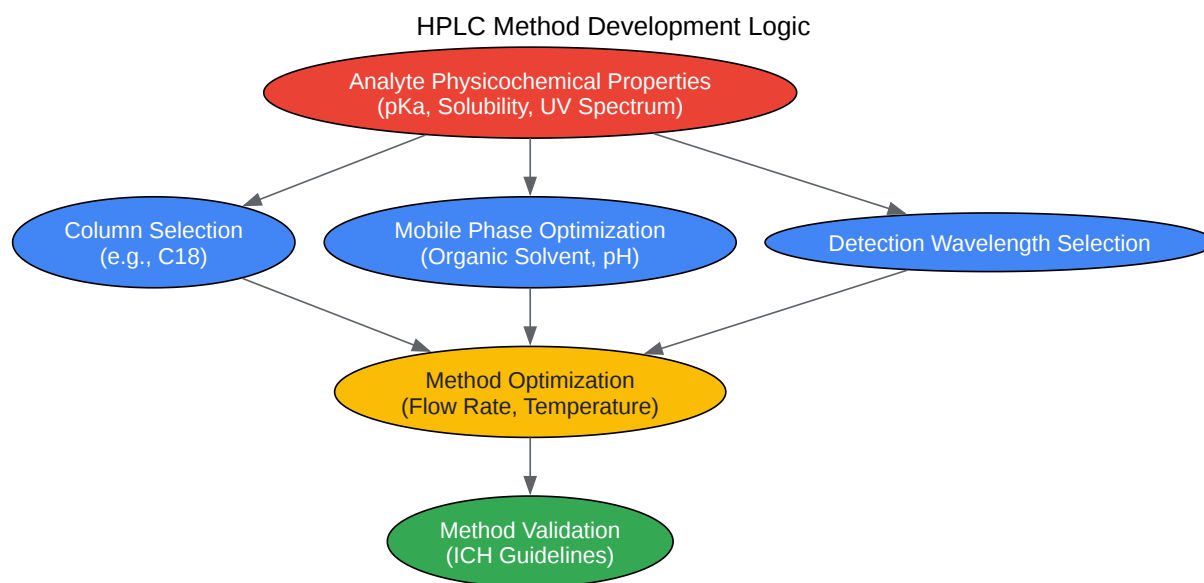 HPLC Method Development Logic
Analyte Physicochemical Properties
(pKa, Solubility, UV Spectrum)
Column Selection
(e.g., C18)
Mobile Phase Optimization
(Organic Solvent, pH)
Detection Wavelength Selection
Method Optimization
(Flow Rate, Temperature)
Method Validation
(ICH Guidelines)